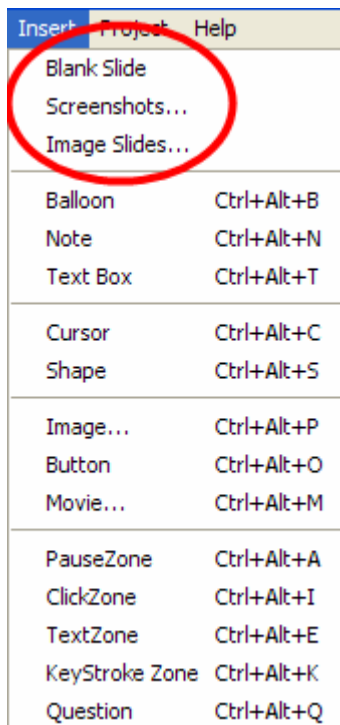 Insert Project Help
Blank Slide
Screenshots...
Image Slides...
Balloon Ctrl+Alt+B
Note Ctrl+Alt+N
Text Box Ctrl+Alt+T
Cursor Ctrl+Alt+C
Shape Ctrl+Alt+S
Image... Ctrl+Alt+P
Button Ctrl+Alt+O
Movie... Ctrl+Alt+M
PauseZone Ctrl+Alt+A
ClickZone Ctrl+Alt+I
TextZone Ctrl+Alt+E
KeyStroke Zone Ctrl+Alt+K
Question Ctrl+Alt+Q